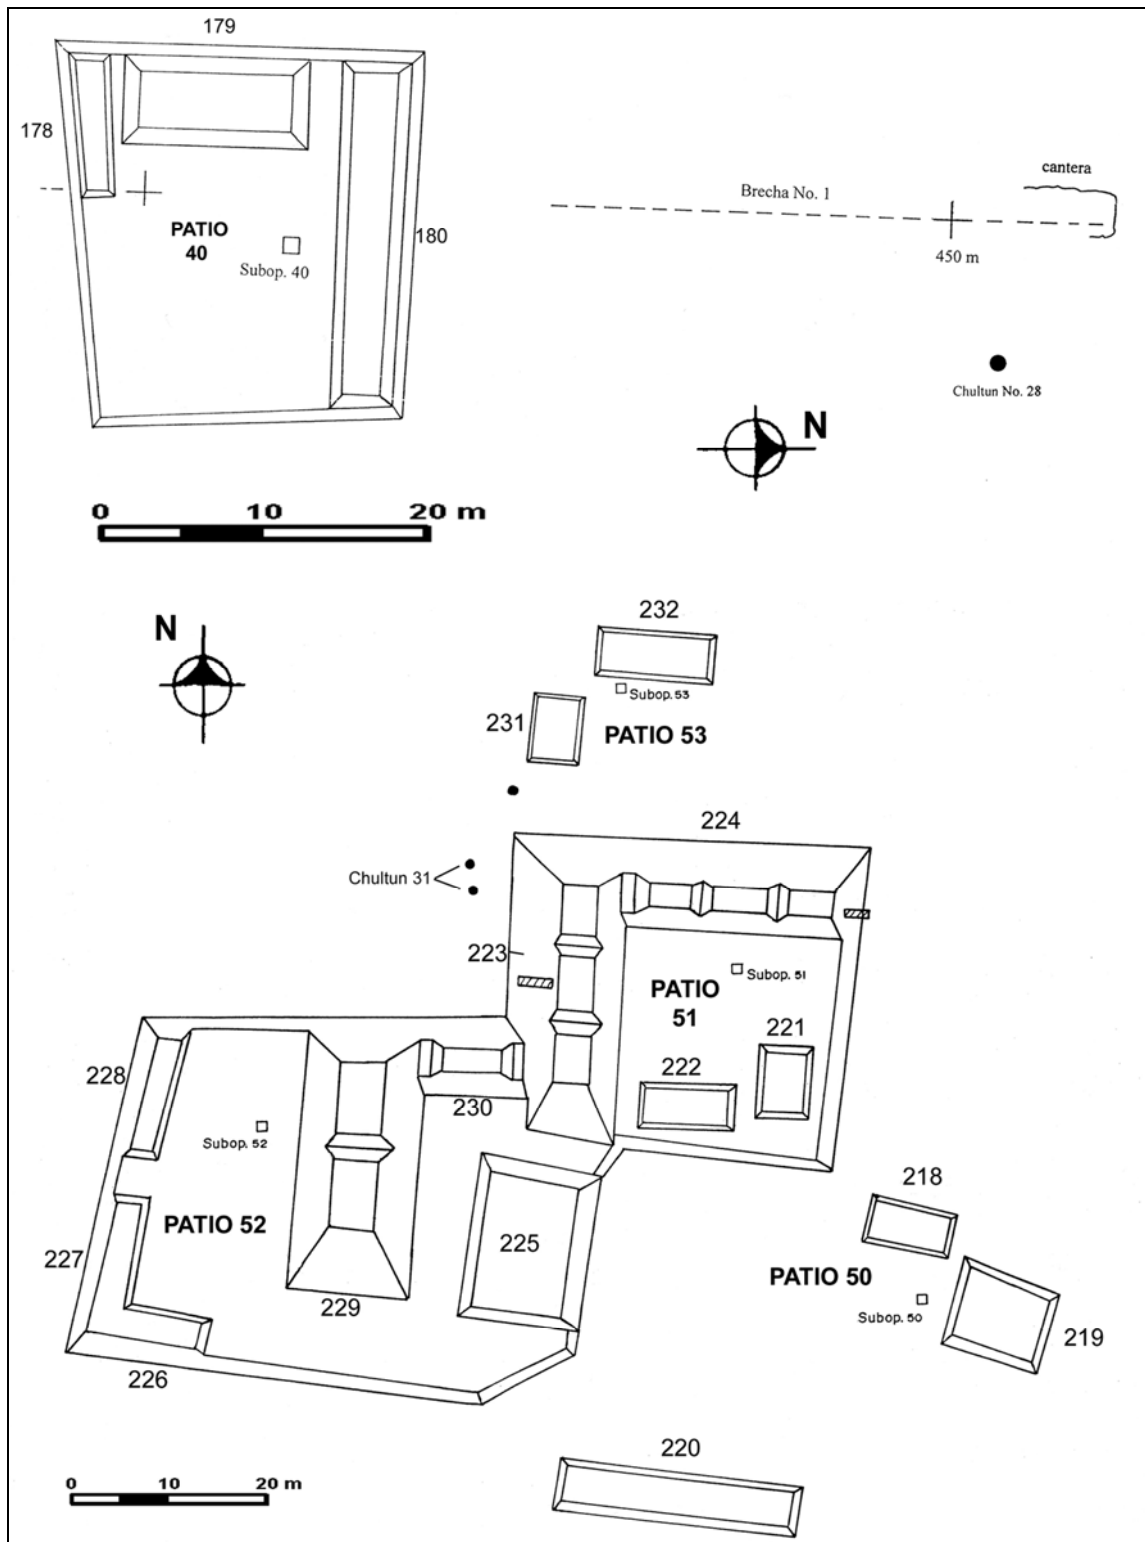 179
178
PATIO
40
180
Subop. 40
cantera
Brecha No. 1
450 m
Chultun No. 28
N
0 10 20 m
N
232
Subop. 53
231
PATIO 53
224
Chultun 31
223
Subop. 51
PATIO
51
221
222
228
230
Subop. 52
218
PATIO 52
225
227
PATIO 50
229
Subop. 50
219
226
220
0 10 20 m